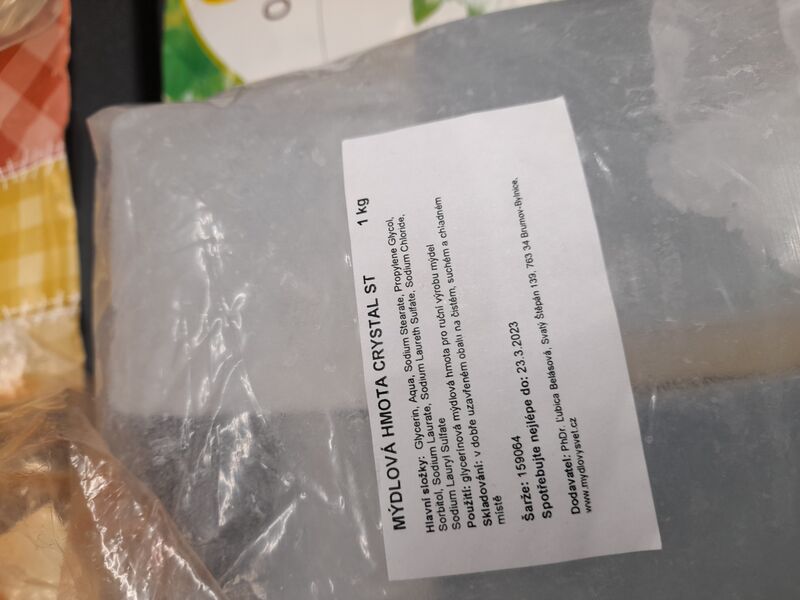 MÝDLOVÁ HMOTA CRYSTAL ST 1 kg
Hlavní složky: Glycerin, Aqua, Sodium Stearate, Propylene Glycol,
Sorbitol, Sodium Laurate, Sodium Laureth Sulfate, Sodium Chloride,
Sodium Lauryl Sulfate
Použití: glycerínová mýdlová hmota pro ruční výrobu mýdel
Skladování: v dobře uzavřeném obalu na čistém, suchém a chladném
místě
Šarže: 159064
Spotřebujte nejlépe do: 23.3.2023
Dodavatel: PhDr. Ľubica Belásová, Svatý Štěpán 139, 763 34 Brumov-Bylnice,
www.mydlovysvet.cz